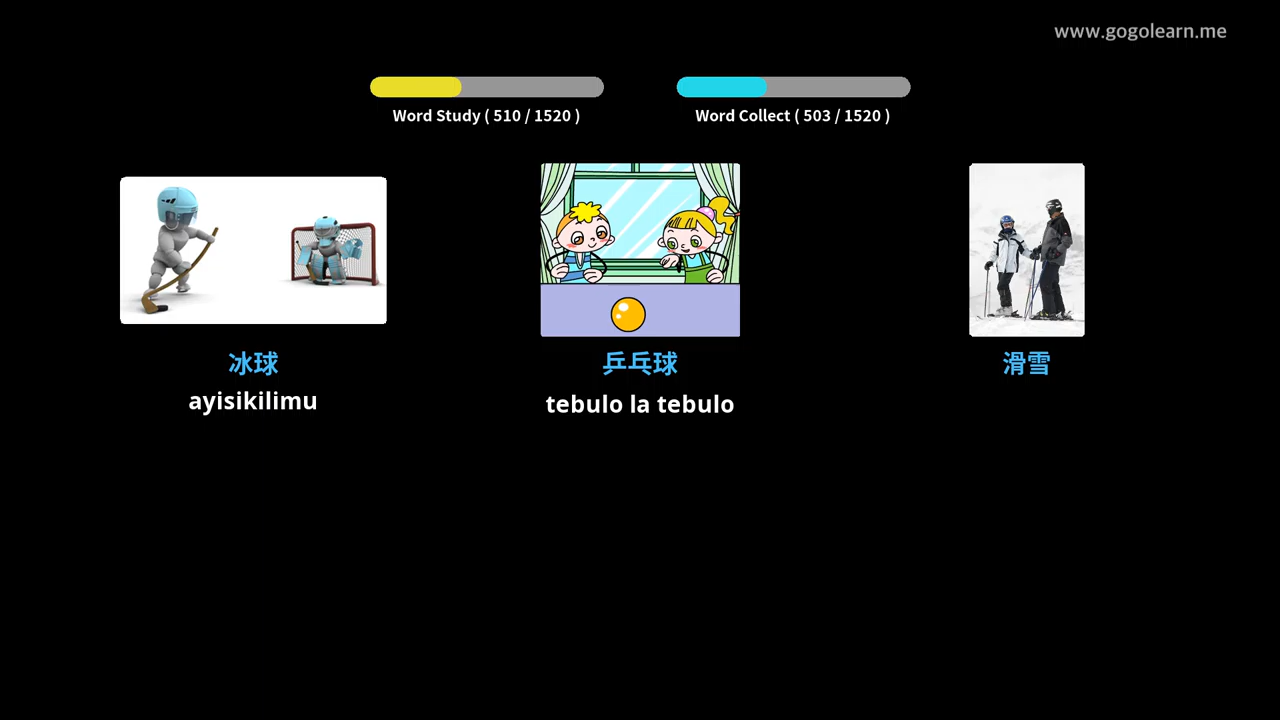 www.gogolearn.me
Word Study ( 510 / 1520 )
Word Collect ( 503 / 1520 )
冰球
ayisikilimu
乒乓球
tebulo la tebulo
滑雪